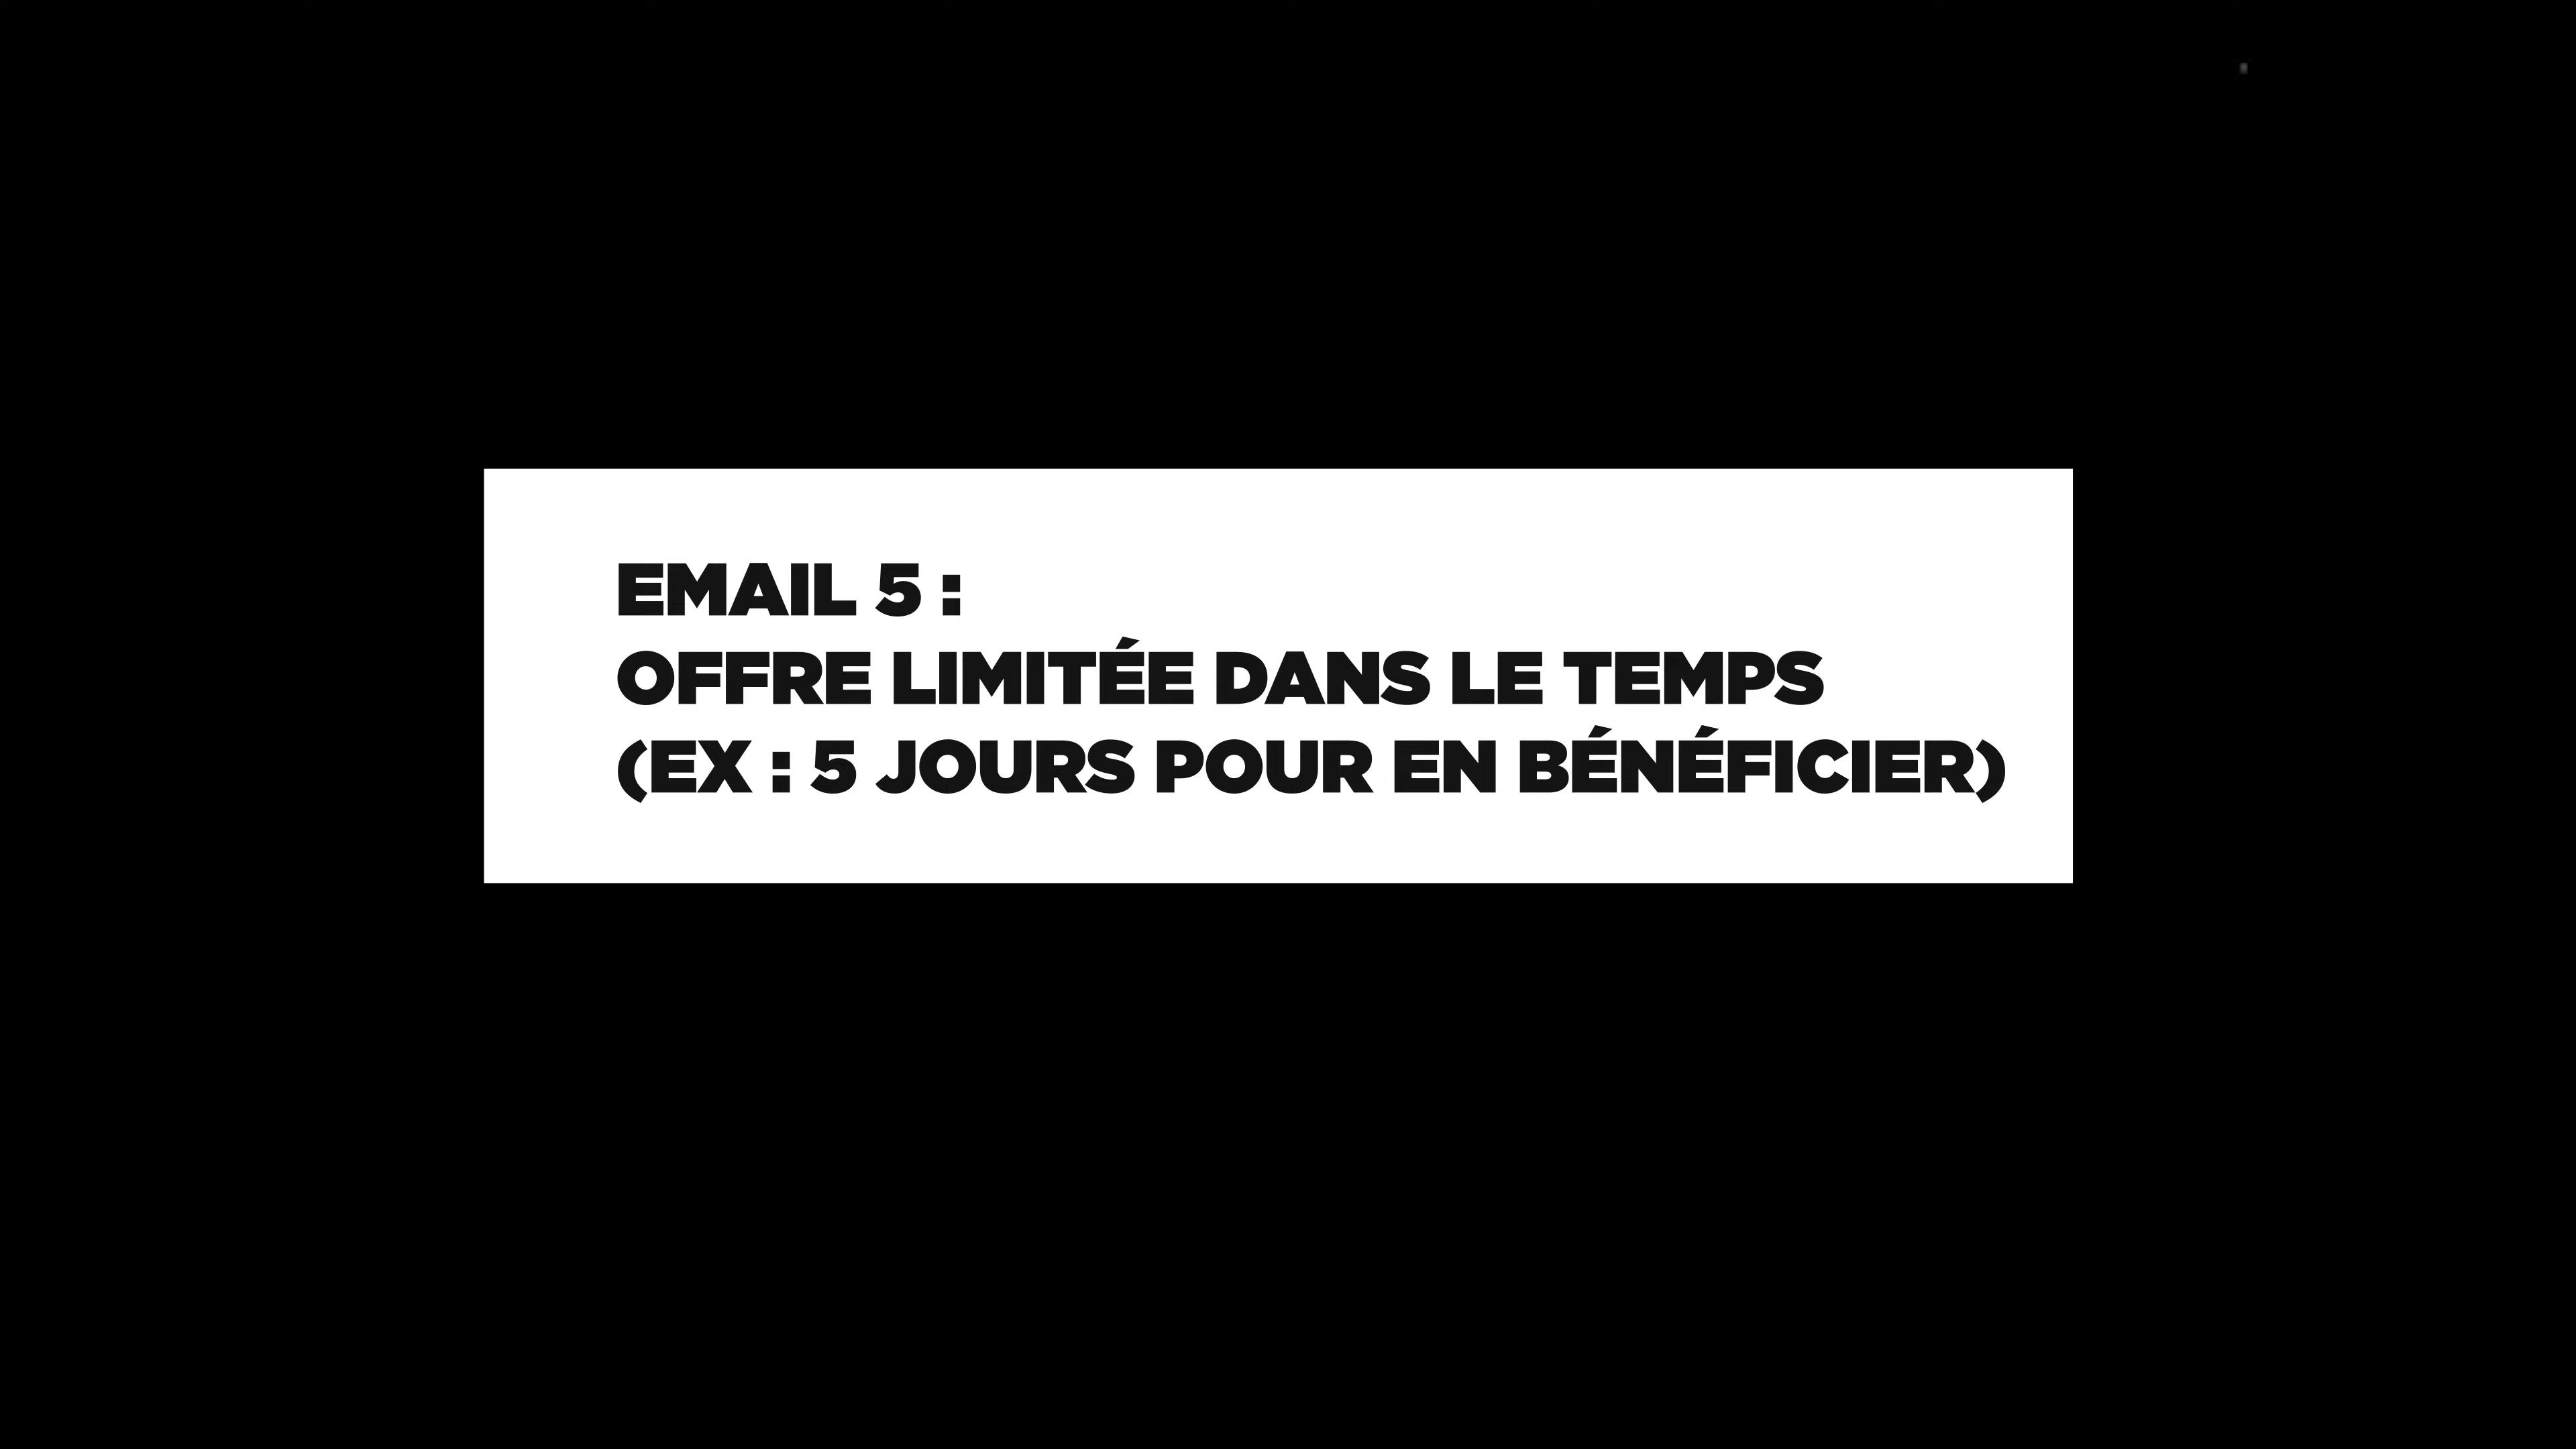 EMAIL 5 :
OFFRE LIMITÉE DANS LE TEMPS
(EX : 5 JOURS POUR EN BÉNÉFICIER)